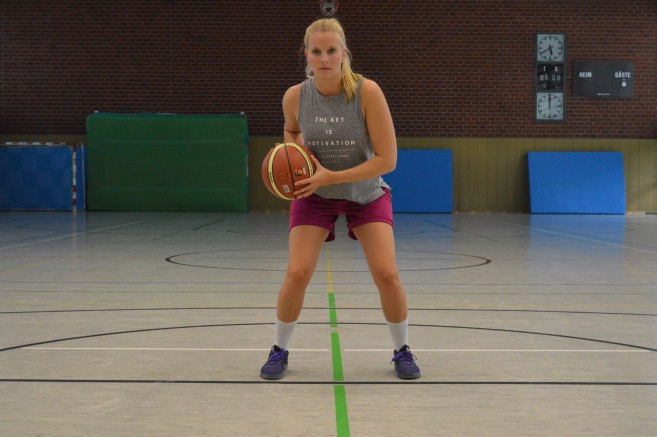 HEIM GÄSTE
THE KEY
IS
MOTIVATION